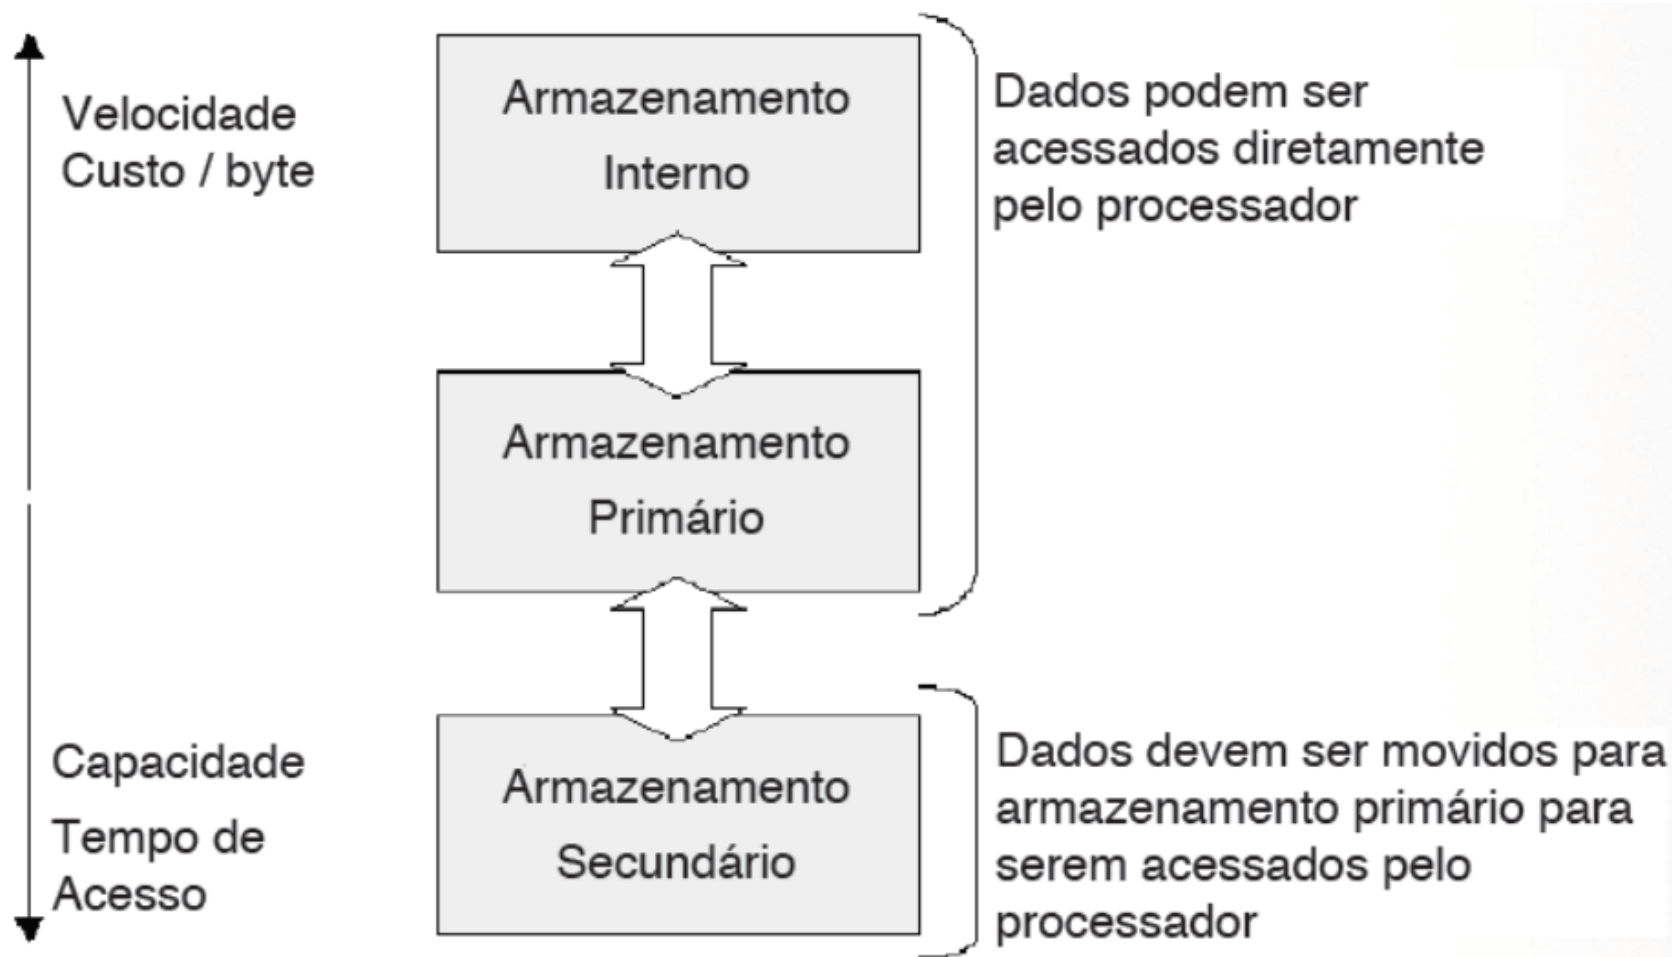 Velocidade
Custo / byte
Armazenamento
Interno
Dados podem ser
acessados diretamente
pelo processador
Armazenamento
Primário
Capacidade
Tempo de
Acesso
Armazenamento
Secundário
Dados devem ser movidos para
armazenamento primário para
serem acessados pelo
processador